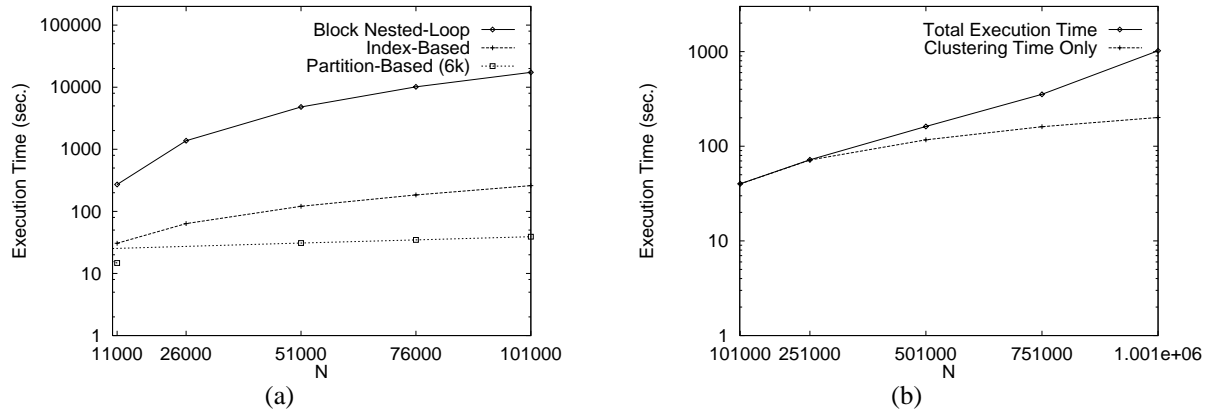 100000
Block Nested-Loop
Index-Based
Partition-Based (6k)
10000
1000
100
10
1
Execution Time (sec.)
11000 26000 51000 76000 101000
N
(a)
Total Execution Time
Clustering Time Only
1000
100
10
1
Execution Time (sec.)
101000 251000 501000 751000 1.001e+06
N
(b)